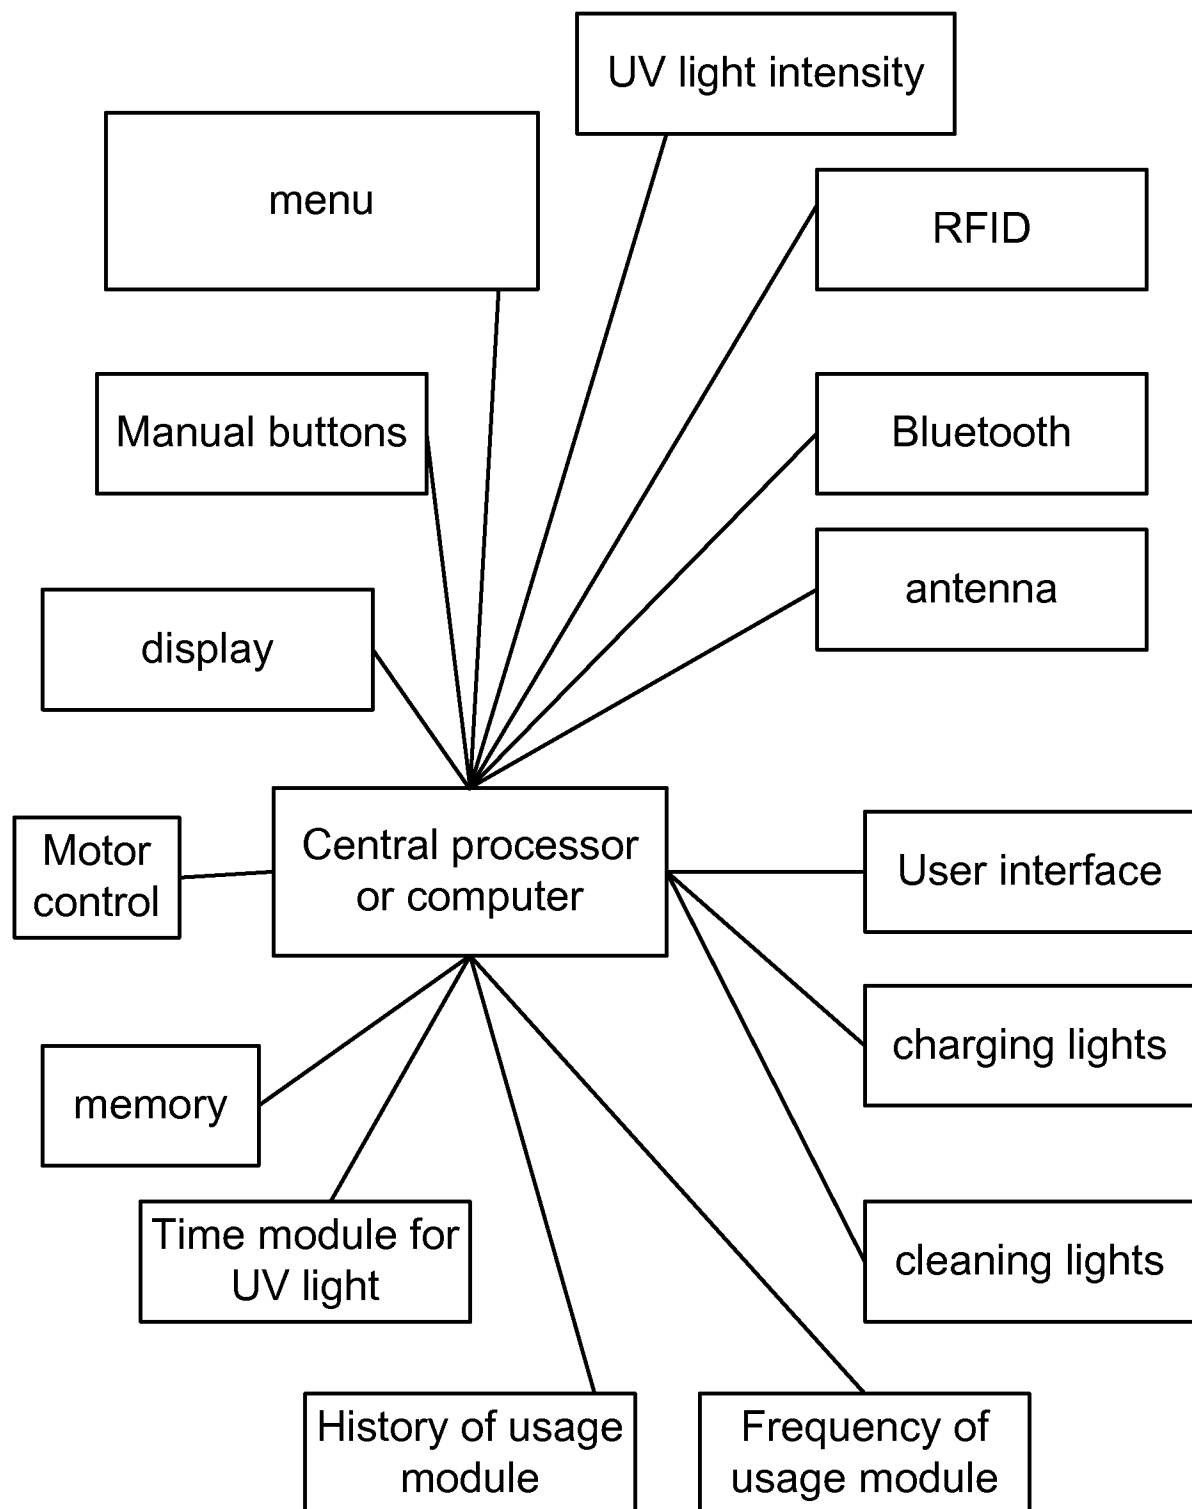 UV light intensity
menu
RFID
Manual buttons
Bluetooth
antenna
display
Central processor
or computer
Motor
control
User interface
charging lights
memory
Time module for
UV light
cleaning lights
History of usage
module
Frequency of
usage module